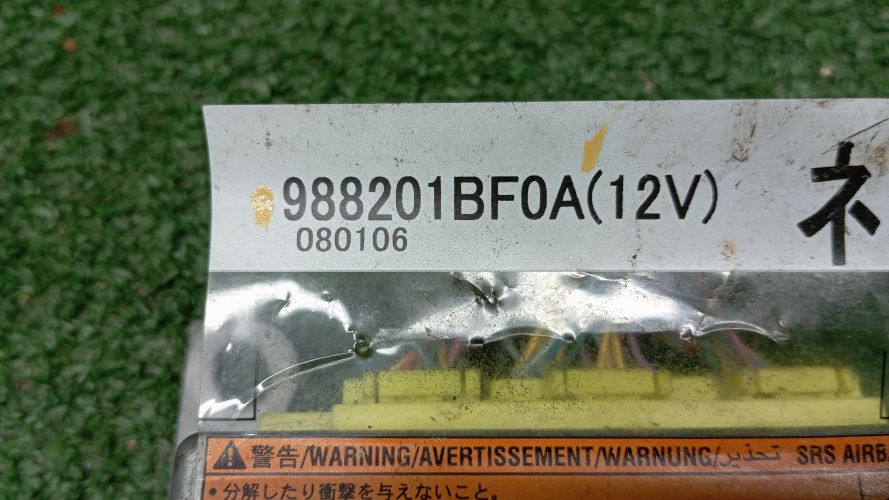 988201BF0A(12V)
080106
ネ
警告/WARNING/AVERTISSEMENT/WARNUNG/تحذير SRS AIRB
・分解したり衝撃を与えないこと。